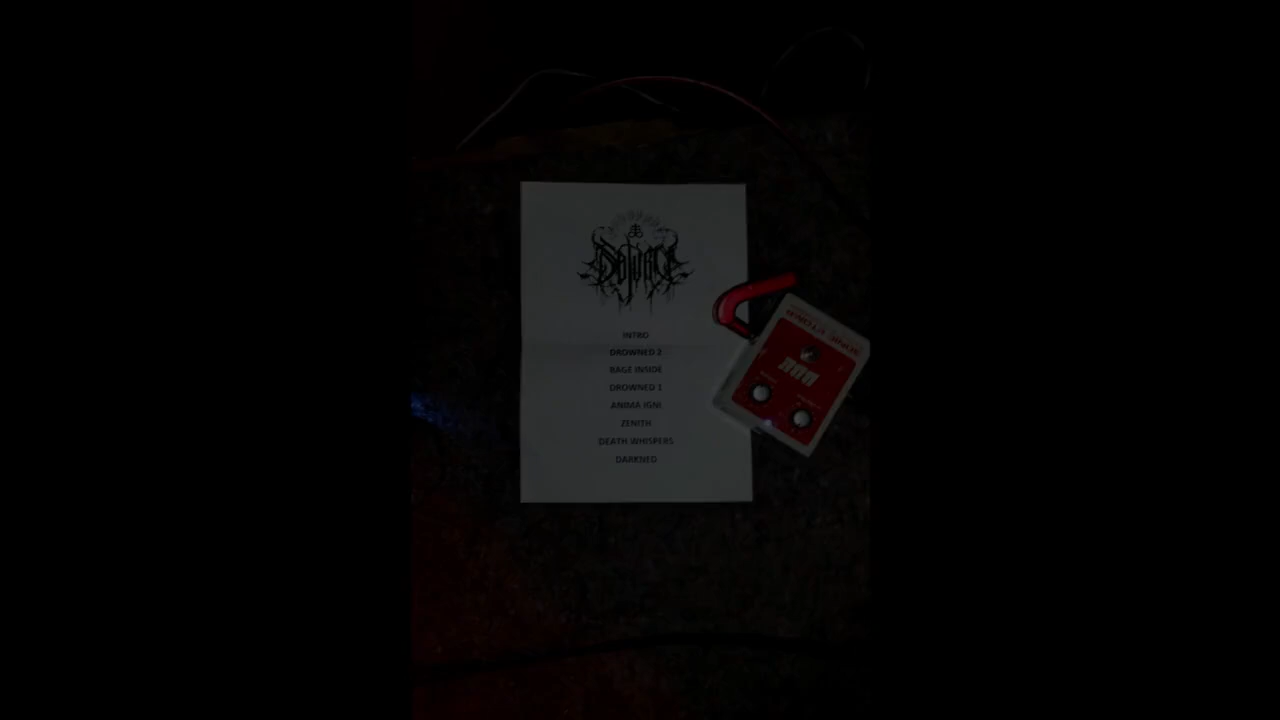 INTRO
DROWNED 2
RAGE INSIDE
DROWNED 1
ANIMA IGNI
ZENITH
DEATH WHISPERS
DARKNED